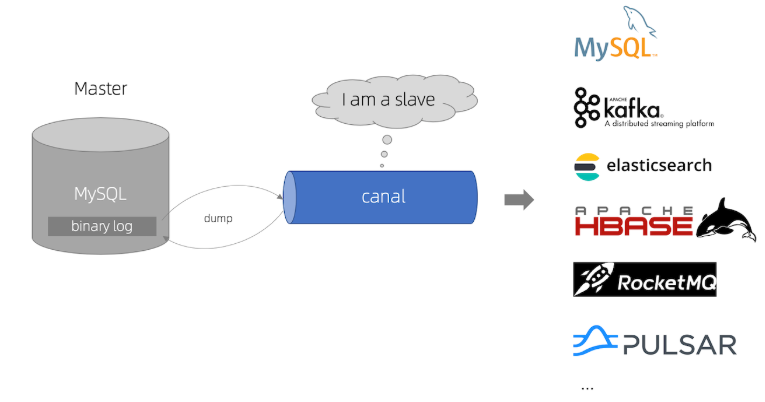 Master
MySQL
binary log
dump
I am a slave
canal
MySQL
APACHE
kafka
A distributed streaming platform
elasticsearch
APACHE
HBASE
RocketMQ
PULSAR
...